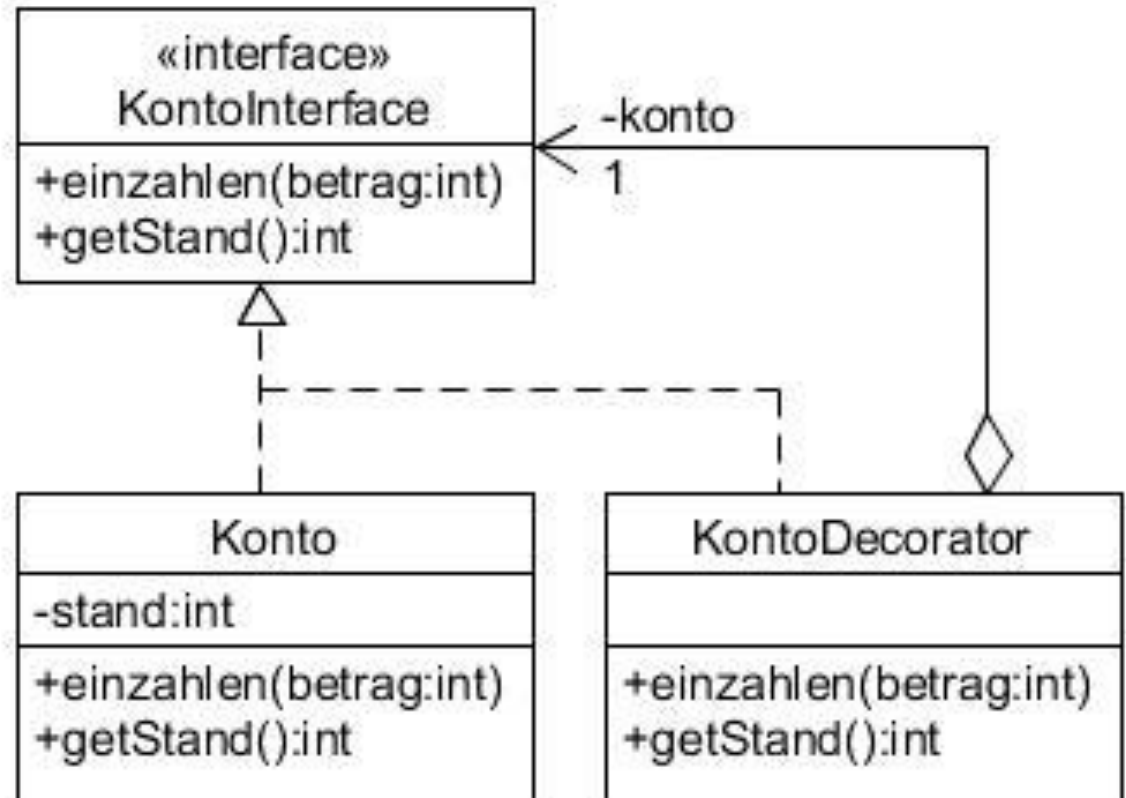 «interface»
KontoInterface
+einzahlen(betrag:int)
+getStand():int
-konto
1
Konto
-stand:int
+einzahlen(betrag:int)
+getStand():int
KontoDecorator
+einzahlen(betrag:int)
+getStand():int